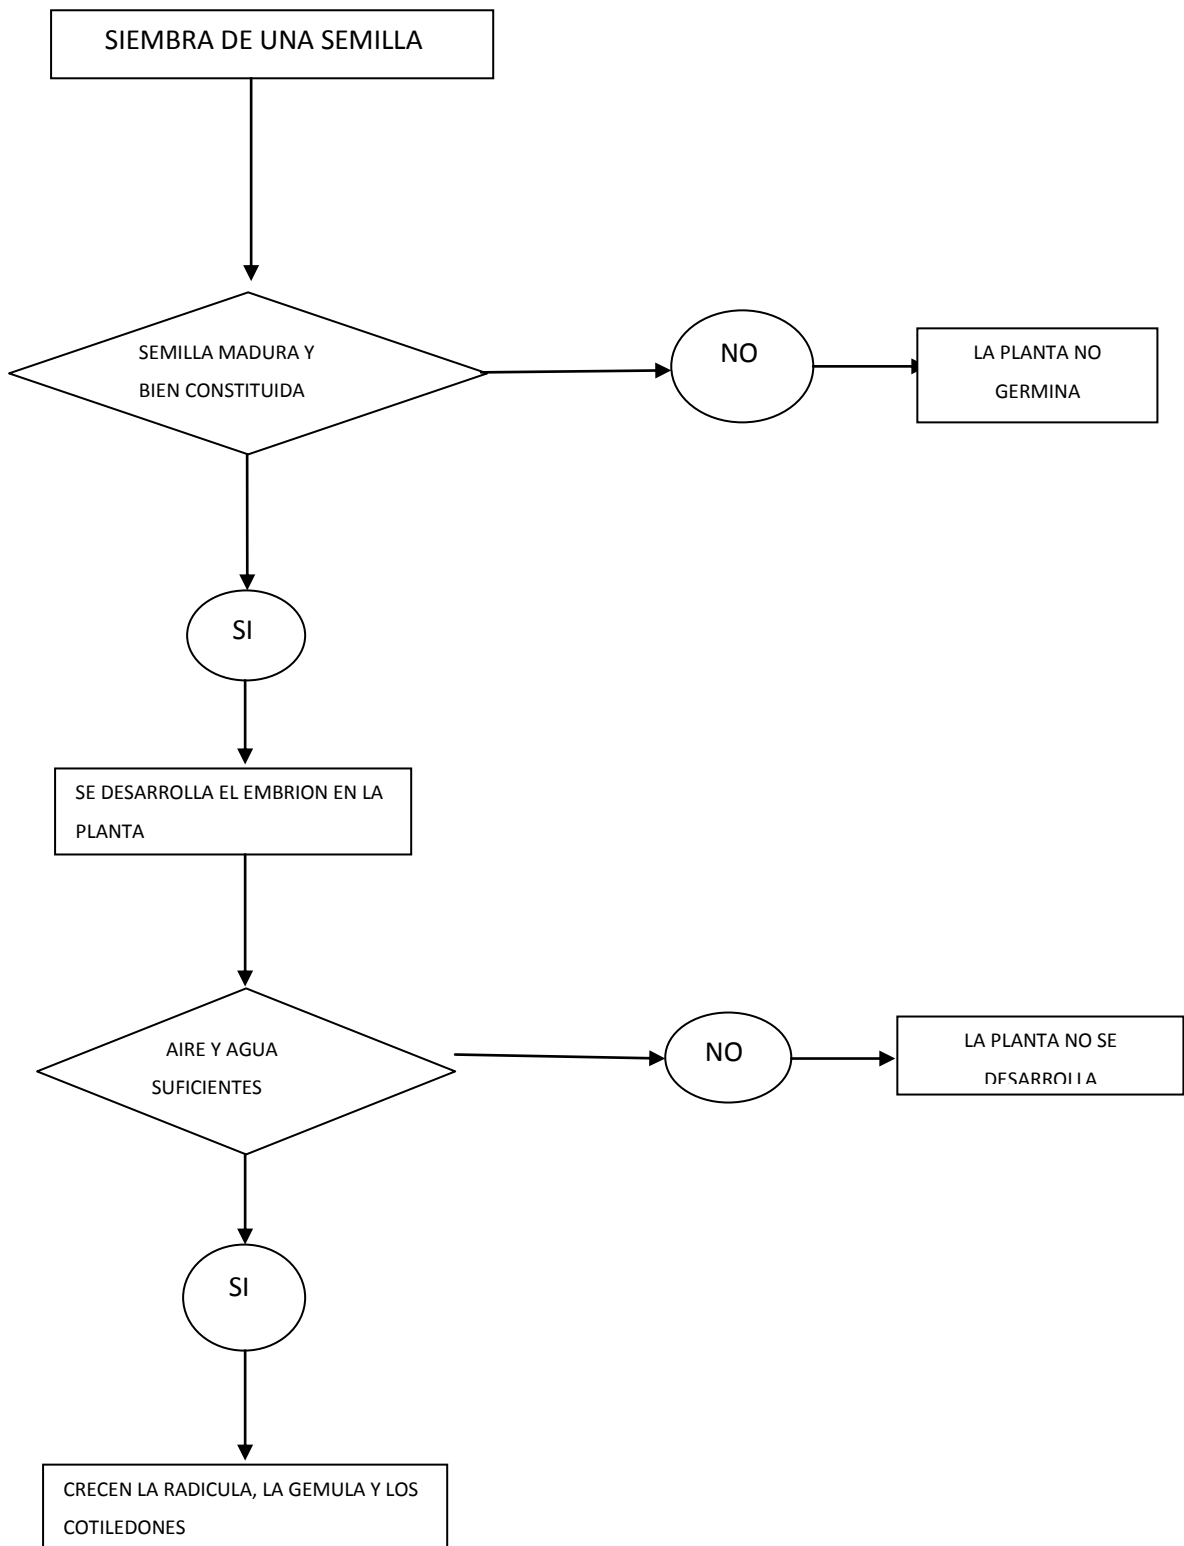 SIEMBRA DE UNA SEMILLA
SEMILLA MADURA Y
BIEN CONSTITUIDA
NO
LA PLANTA NO
GERMINA
SI
SE DESARROLLA EL EMBRION EN LA
PLANTA
AIRE Y AGUA
SUFICIENTES
NO
LA PLANTA NO SE
DESARROLLA
SI
CRECEN LA RADICULA, LA GEMULA Y LOS
COTILEDONES